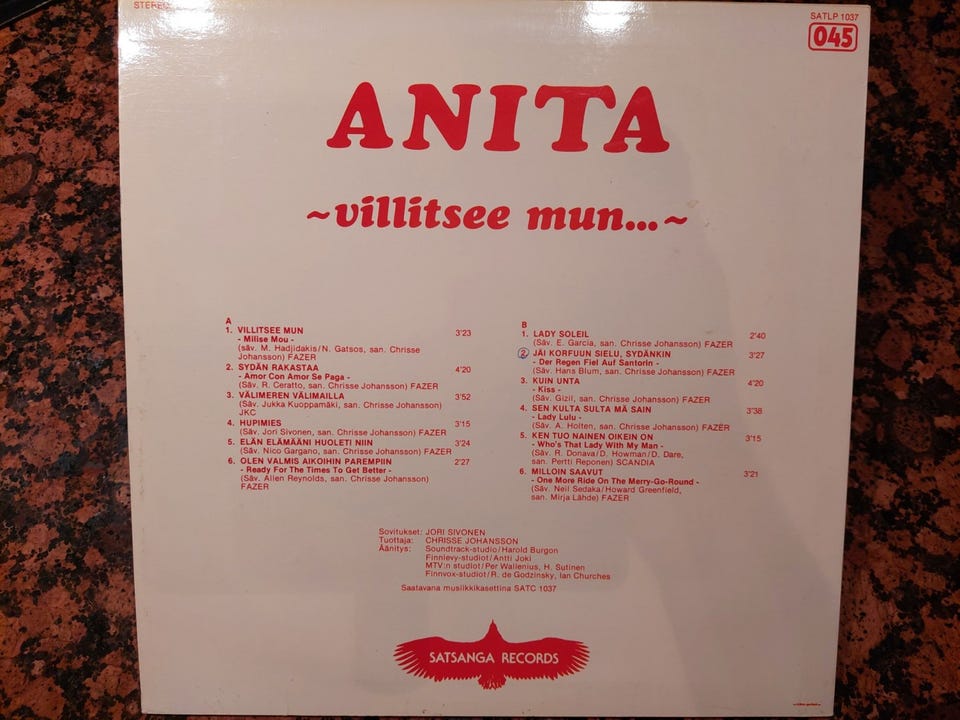 STEREO
SATLP 1037
045
ANITA
~villitsee mun...~
A
1. VILLITSEE MUN 3'23
- Milise Mou -
(säv. M. Hadjidakis/N. Gatsos, san. Chrisse
Johansson) FAZER
2. SYDÄN RAKASTAA 4'20
- Amor Con Amor Se Paga -
(Säv. R. Ceratto, san. Chrisse Johansson) FAZER
3. VÄLIMEREN VÄLIMAILLA 3'52
(Säv. Jukka Kuoppamäki, san. Chrisse Johansson)
JKC
4. HUPIMIES 3'15
(Säv. Jori Sivonen, san. Chrisse Johansson) FAZER
5. ELÄN ELÄMÄÄNI HUOLETI NIIN 3'24
(Säv. Nico Gargano, san. Chrisse Johansson) FAZER
6. OLEN VALMIS AIKOIHIN PAREMPIIN 2'27
- Ready For The Times To Get Better -
(Säv. Allen Reynolds, san. Chrisse Johansson)
FAZER
B
1. LADY SOLEIL 2'40
(Säv. E. Garcia, san. Chrisse Johansson) FAZER
2. JÄI KORFUUN SIELU, SYDÄNKIN 3'27
- Der Regen Fiel Auf Santorin -
(Säv. Hans Blum, san. Chrisse Johansson) FAZER
3. KUIN UNTA 4'20
- Kiss -
(Säv. Gizil, san. Chrisse Johansson) FAZER
4. SEN KULTA SULTA MÄ SAIN 3'38
- Lady Lulu -
(Säv. A. Holten, san. Chrisse Johansson) FAZER
5. KEN TUO NAINEN OIKEIN ON 3'15
- Who's That Lady With My Man -
(Säv. R. Donava/D. Howman/D. Dare,
san. Pertti Reponen) SCANDIA
6. MILLOIN SAAVUT 3'21
- One More Ride On The Merry-Go-Round -
(Säv. Neil Sedaka/Howard Greenfield,
san. Mirja Lähde) FAZER
Sovitukset: JORI SIVONEN
Tuottaja: CHRISSE JOHANSSON
Äänitys: Soundtrack-studio/Harold Burgon
Finnlevy-studiot/Antti Joki
MTV:n studiot/Per Wallenius, H. Sutinen
Finnvox-studiot/R. de Godzinsky, Ian Churches
Saatavana musiikkikasettina SATC 1037
SATSANGA RECORDS